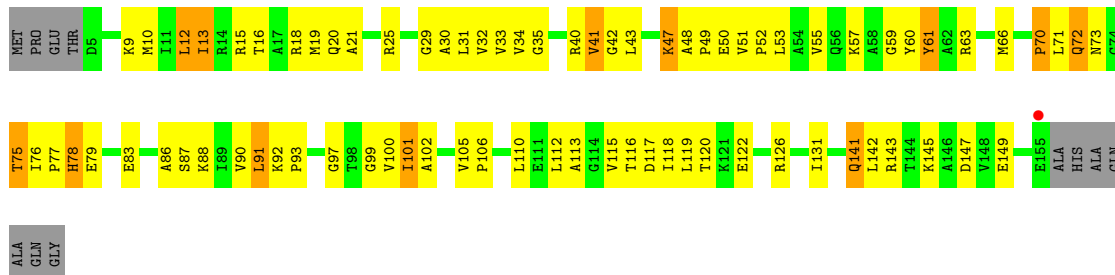 MET PRO GLU THR D5 K9 M10 I11 L12 I13 R14 R15 T16 A17 R18 M19 Q20 A21 R25 G29 A30 L31 V32 V33 V34 G35 R40 V41 G42 L43 K47 A48 P49 E50 V51 P52 L53 A54 V55 Q56 K57 A58 G59 Y60 Y61 A62 R63 M66 P70 L71 Q72 N73 G74
T75 I76 P77 H78 E79 E83 A86 S87 K88 I89 V90 L91 K92 P93 G97 T98 G99 V100 I101 A102 V105 P106 L110 E111 L112 A113 G114 V115 T116 D117 I118 L119 T120 K121 E122 R126 I131 Q141 L142 R143 T144 K145 A146 D147 V148 E149 E155 ALA HIS ALA GLN
ALA GLN GLY